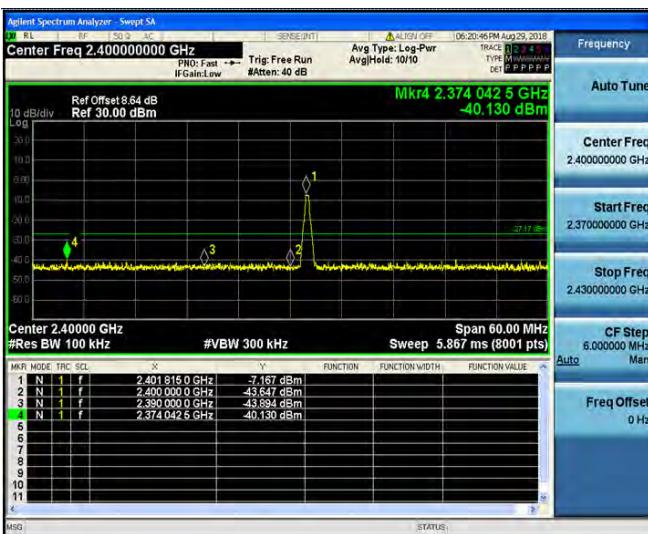 Agilent Spectrum Analyzer - Swept SA
RL RF 50 Ω AC SENSE:INT ALIGN OFF 06:20:46 PM Aug 29, 2018
Center Freq 2.400000000 GHz
PNO: Fast
IFGain:Low
Trig: Free Run
#Atten: 40 dB
Avg Type: Log-Pwr
Avg|Hold: 10/10
TRACE 1 2 3 4 5 6
TYPE M
DET P P P P P P
Mkr4 2.374 042 5 GHz
-40.130 dBm
Ref Offset 8.64 dB
10 dB/div Ref 30.00 dBm
Log
20.0
10.0
0.00
-10.0
-20.0
-30.0
-40.0
-50.0
-60.0
1
-27.17 dBm
4
3
2
Center 2.40000 GHz Span 60.00 MHz
#Res BW 100 kHz #VBW 300 kHz Sweep 5.867 ms (8001 pts)
MKR MODE TRC SCL X Y FUNCTION FUNCTION WIDTH FUNCTION VALUE
1 N 1 f 2.401 815 0 GHz -7.167 dBm
2 N 1 f 2.400 000 0 GHz -43.647 dBm
3 N 1 f 2.390 000 0 GHz -43.894 dBm
4 N 1 f 2.374 042 5 GHz -40.130 dBm
5
6
7
8
9
10
11
MSG STATUS
Frequency
Auto Tune
Center Freq
2.400000000 GHz
Start Freq
2.370000000 GHz
Stop Freq
2.430000000 GHz
CF Step
6.000000 MHz
Auto Man
Freq Offset
0 Hz